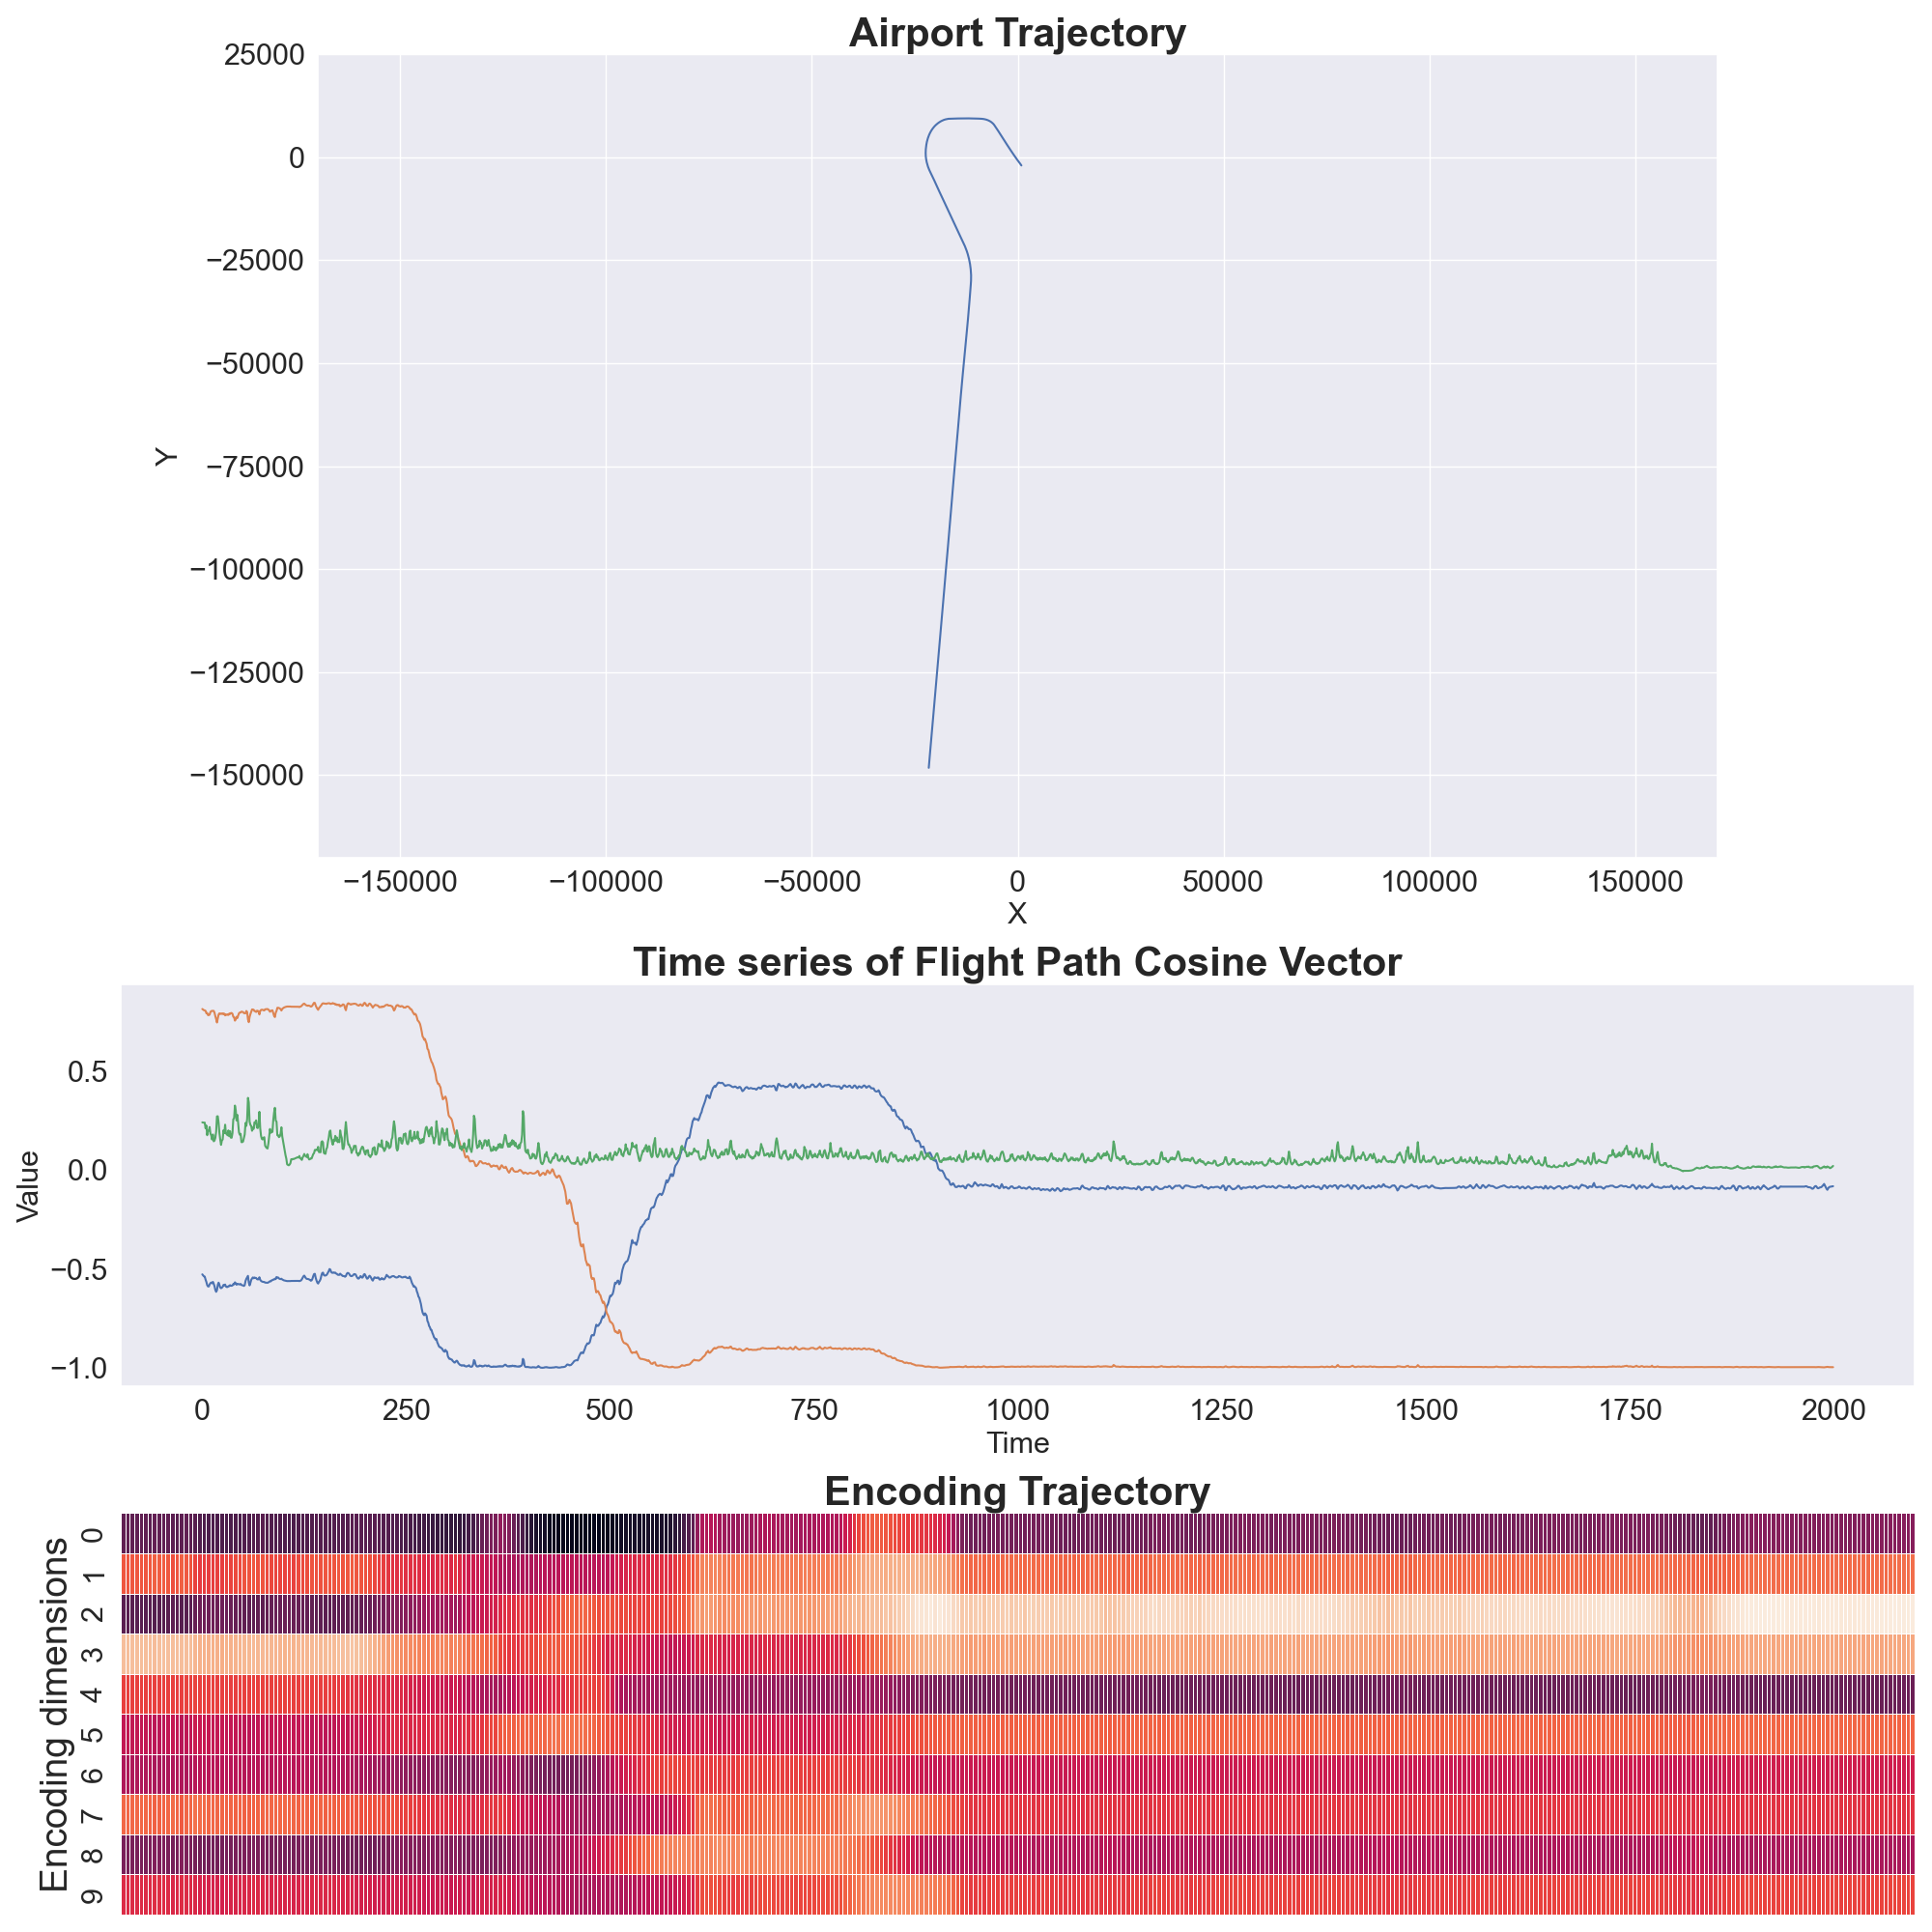 Airport Trajectory
25000
0
−25000
−50000
−75000
−100000
−125000
−150000
Y
−150000 −100000 −50000 0 50000 100000 150000
X
Time series of Flight Path Cosine Vector
0.5
0.0
−0.5
−1.0
Value
0 250 500 750 1000 1250 1500 1750 2000
Time
Encoding Trajectory
0
1
2
3
4
5
6
7
8
9
Encoding dimensions